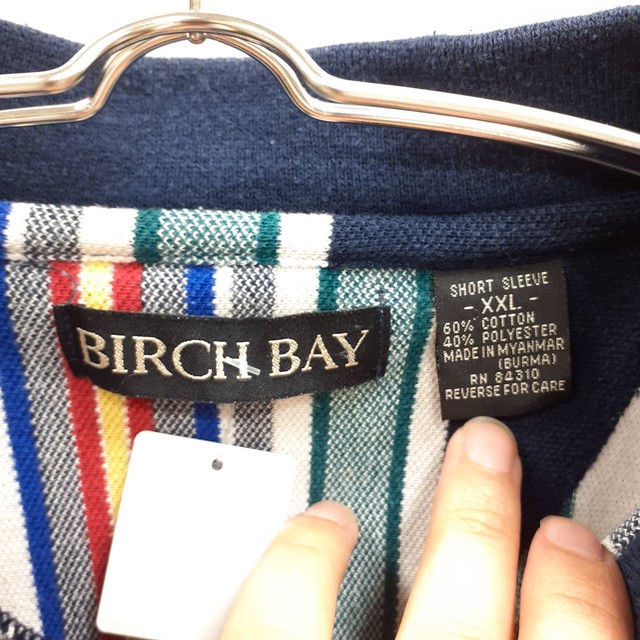 BIRCH BAY
SHORT SLEEVE
- XXL -
60% COTTON
40% POLYESTER
MADE IN MYANMAR
(BURMA)
RN 84310
REVERSE FOR CARE